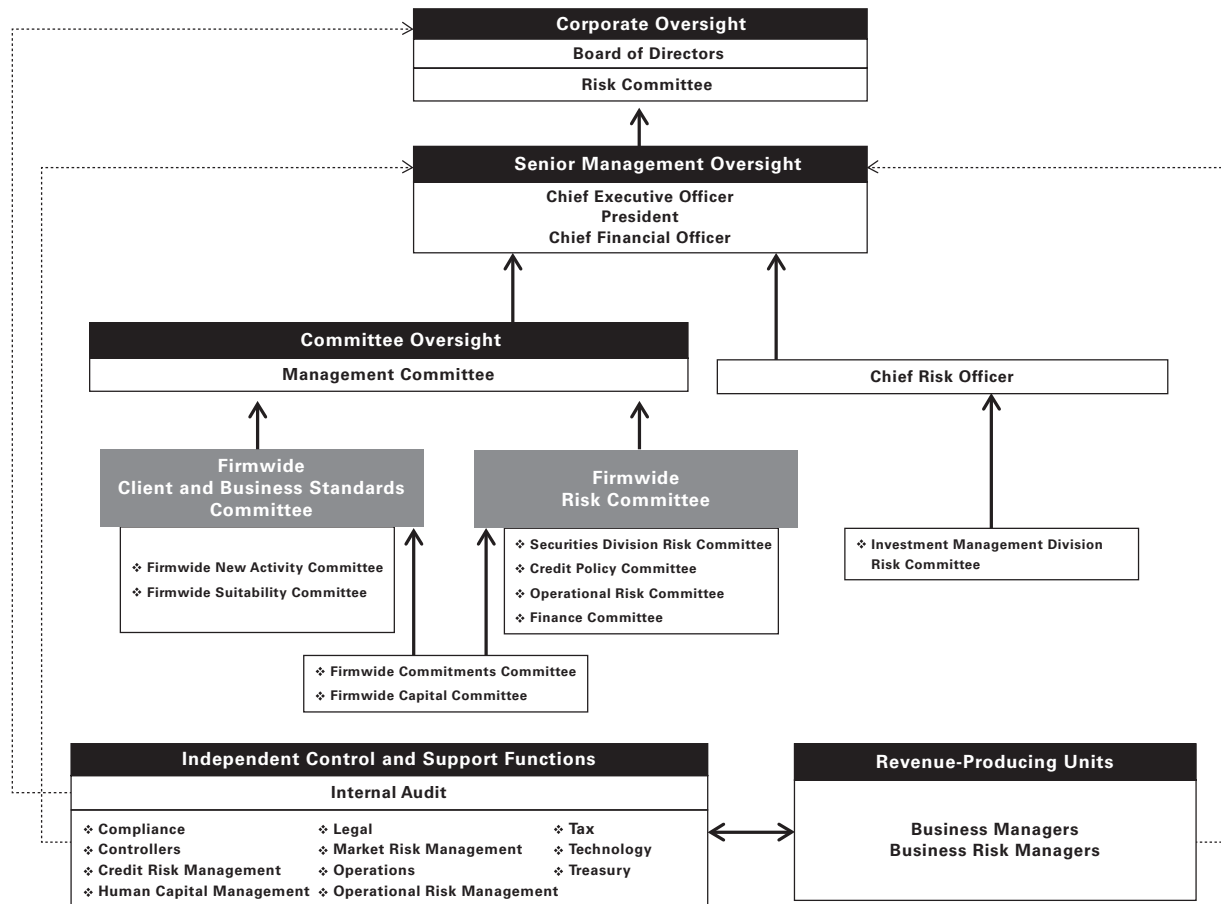 Corporate Oversight
Board of Directors
Risk Committee
Senior Management Oversight
Chief Executive Officer
President
Chief Financial Officer
Committee Oversight
Management Committee
Chief Risk Officer
Firmwide
Client and Business Standards
Committee
❖ Firmwide New Activity Committee
❖ Firmwide Suitability Committee
Firmwide
Risk Committee
❖ Securities Division Risk Committee
❖ Credit Policy Committee
❖ Operational Risk Committee
❖ Finance Committee
❖ Investment Management Division
Risk Committee
❖ Firmwide Commitments Committee
❖ Firmwide Capital Committee
Independent Control and Support Functions
Internal Audit
❖ Compliance
❖ Controllers
❖ Credit Risk Management
❖ Human Capital Management
❖ Legal
❖ Market Risk Management
❖ Operations
❖ Operational Risk Management
❖ Tax
❖ Technology
❖ Treasury
Revenue-Producing Units
Business Managers
Business Risk Managers